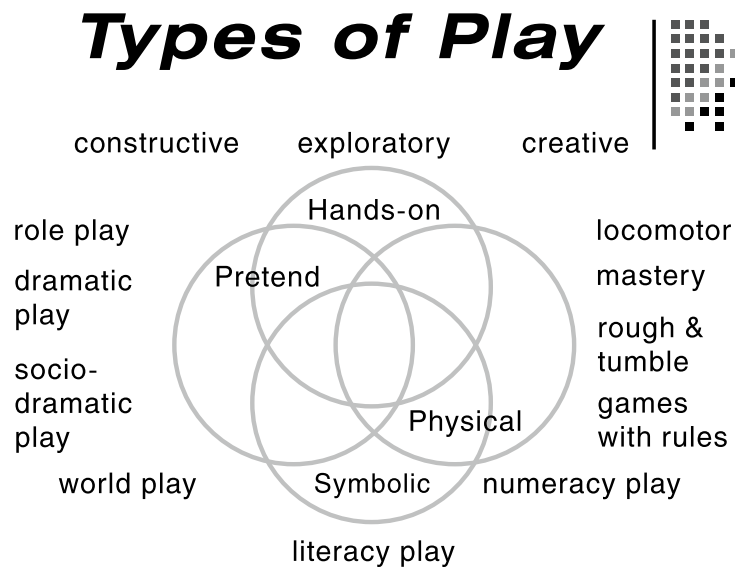 Types of Play
constructive
exploratory
creative
Hands-on
role play
locomotor
Pretend
dramatic
play
mastery
rough &
tumble
socio-
dramatic
play
games
with rules
Physical
world play
Symbolic
numeracy play
literacy play